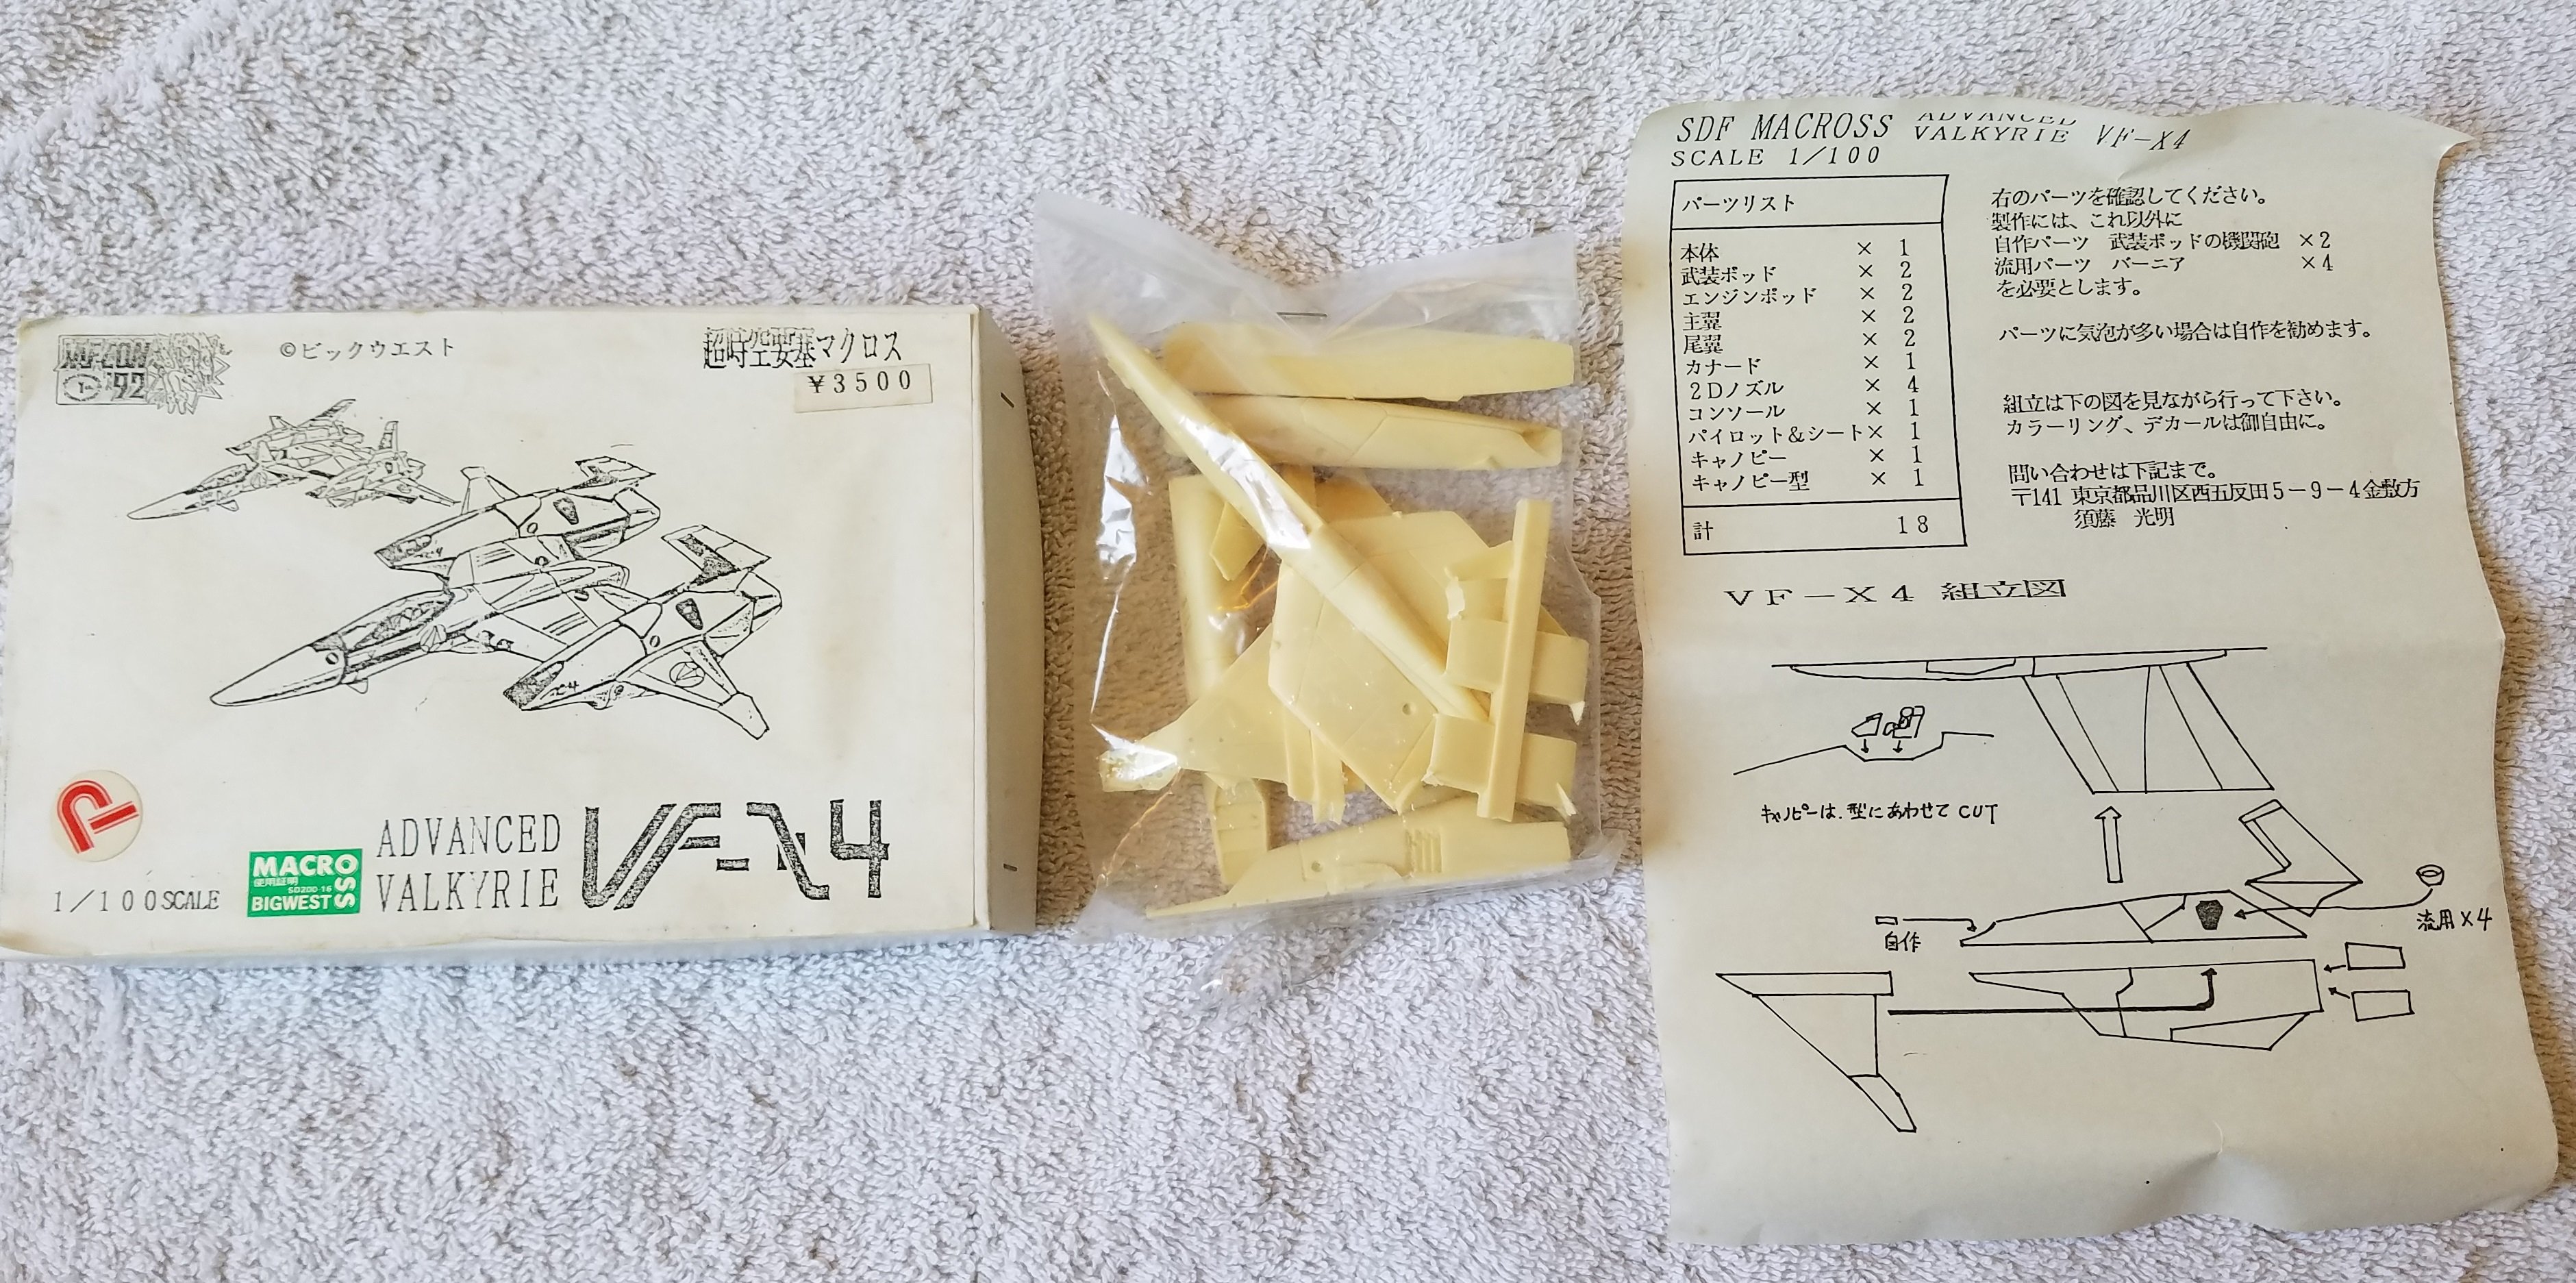 '92
©ビックウエスト
超時空要塞マクロス
¥3500
1/100SCALE
MACROSS
使用証明
SD200 16
BIGWEST
ADVANCED
VALKYRIE
VF-X4
SDF MACROSS ADVANCED VALKYRIE VF-X4
SCALE 1/100
パーツリスト
本体 × 1
武装ポッド × 2
エンジンポッド × 2
主翼 × 2
尾翼 × 2
カナード × 1
2Dノズル × 4
コンソール × 1
パイロット&シート× 1
キャノピー × 1
キャノピー型 × 1
計 18
右のパーツを確認してください。
製作には、これ以外に
自作パーツ 武装ポッドの機関砲 ×2
流用パーツ バーニア ×4
を必要とします。
パーツに気泡が多い場合は自作を勧めます。
組立は下の図を見ながら行って下さい。
カラーリング、デカールは御自由に。
問い合わせは下記まで。
〒141 東京都品川区西五反田5-9-4金敷方
須藤 光明
VF-X4 組立図
キャノピーは、型にあわせて CUT
自作
流用×4